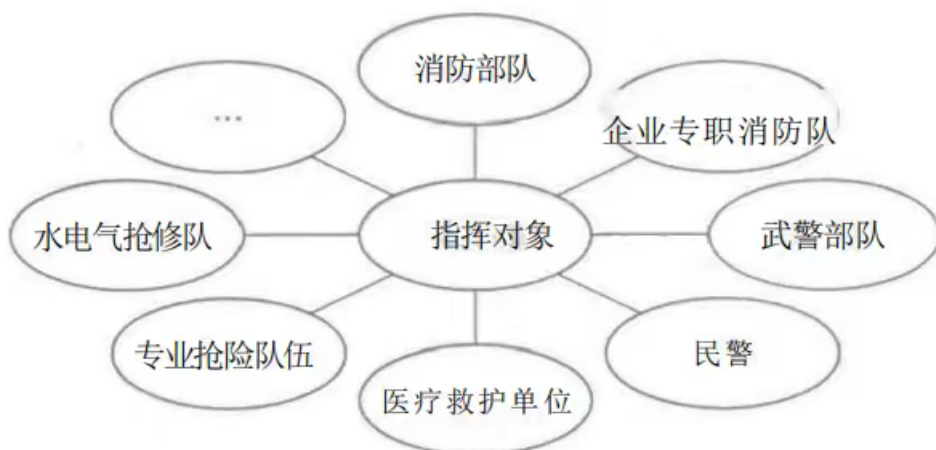 消防部队
…
企业专职消防队
水电气抢修队
指挥对象
武警部队
专业抢险队伍
民警
医疗救护单位